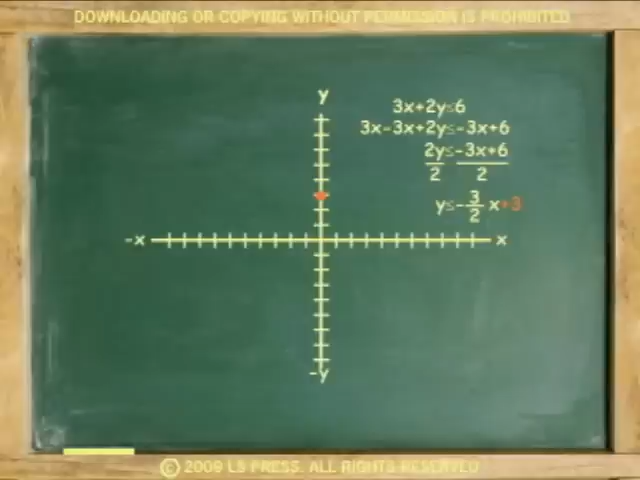 DOWNLOADING OR COPYING WITHOUT PERMISSION IS PROHIBITED
y
3x+2y≤6
3x-3x+2y≤-3x+6
2y≤-3x+6
2 2
y≤-3/2 x+3
-x x
-y
© 2009 LS PRESS. ALL RIGHTS RESERVED